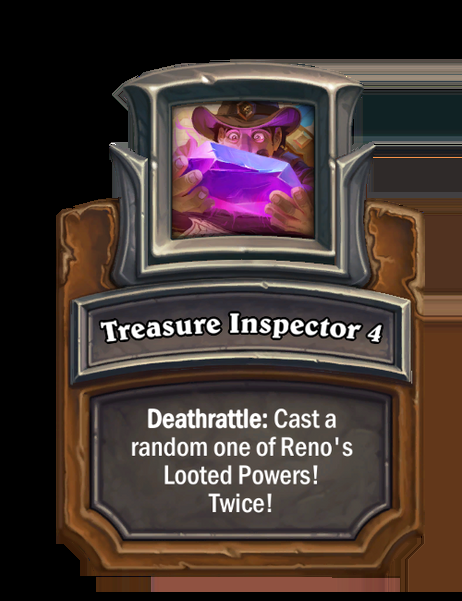 Treasure Inspector 4
Deathrattle: Cast a
random one of Reno's
Looted Powers!
Twice!